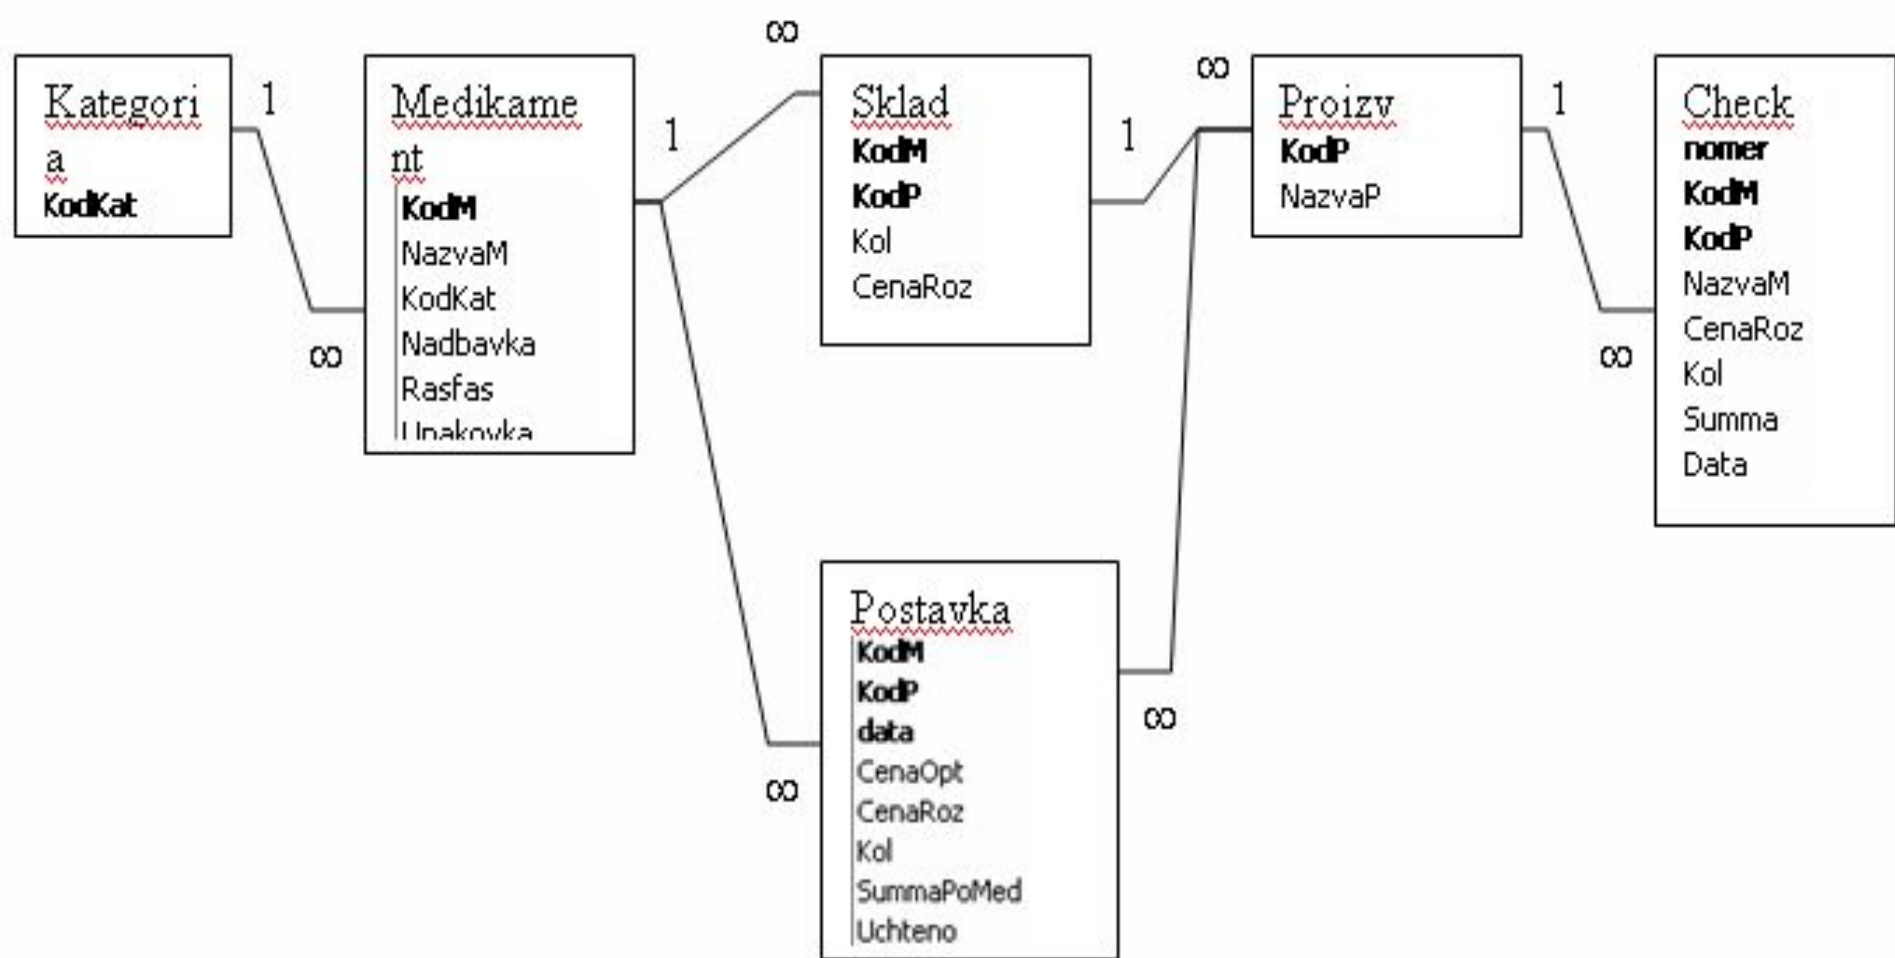 Kategori
a
KodKat
1
∞
Medikame
nt
KodM
NazvaM
KodKat
Nadbavka
Rasfas
Upakovka
1
∞
∞
Sklad
KodM
KodP
Kol
CenaRoz
1
∞
Postavka
KodM
KodP
data
CenaOpt
CenaRoz
Kol
SummaPoMed
Uchteno
∞
Proizv
KodP
NazvaP
1
∞
Check
nomer
KodM
KodP
NazvaM
CenaRoz
Kol
Summa
Data